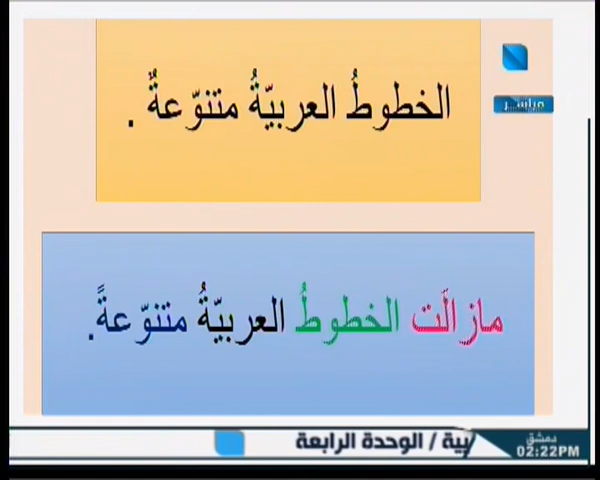 الخطوطُ العربيّةُ متنوّعةٌ .
مباشر
مازالَت الخطوطُ العربيّةُ متنوّعةً.
بية / الوحدة الرابعة
دمشق
02:22PM